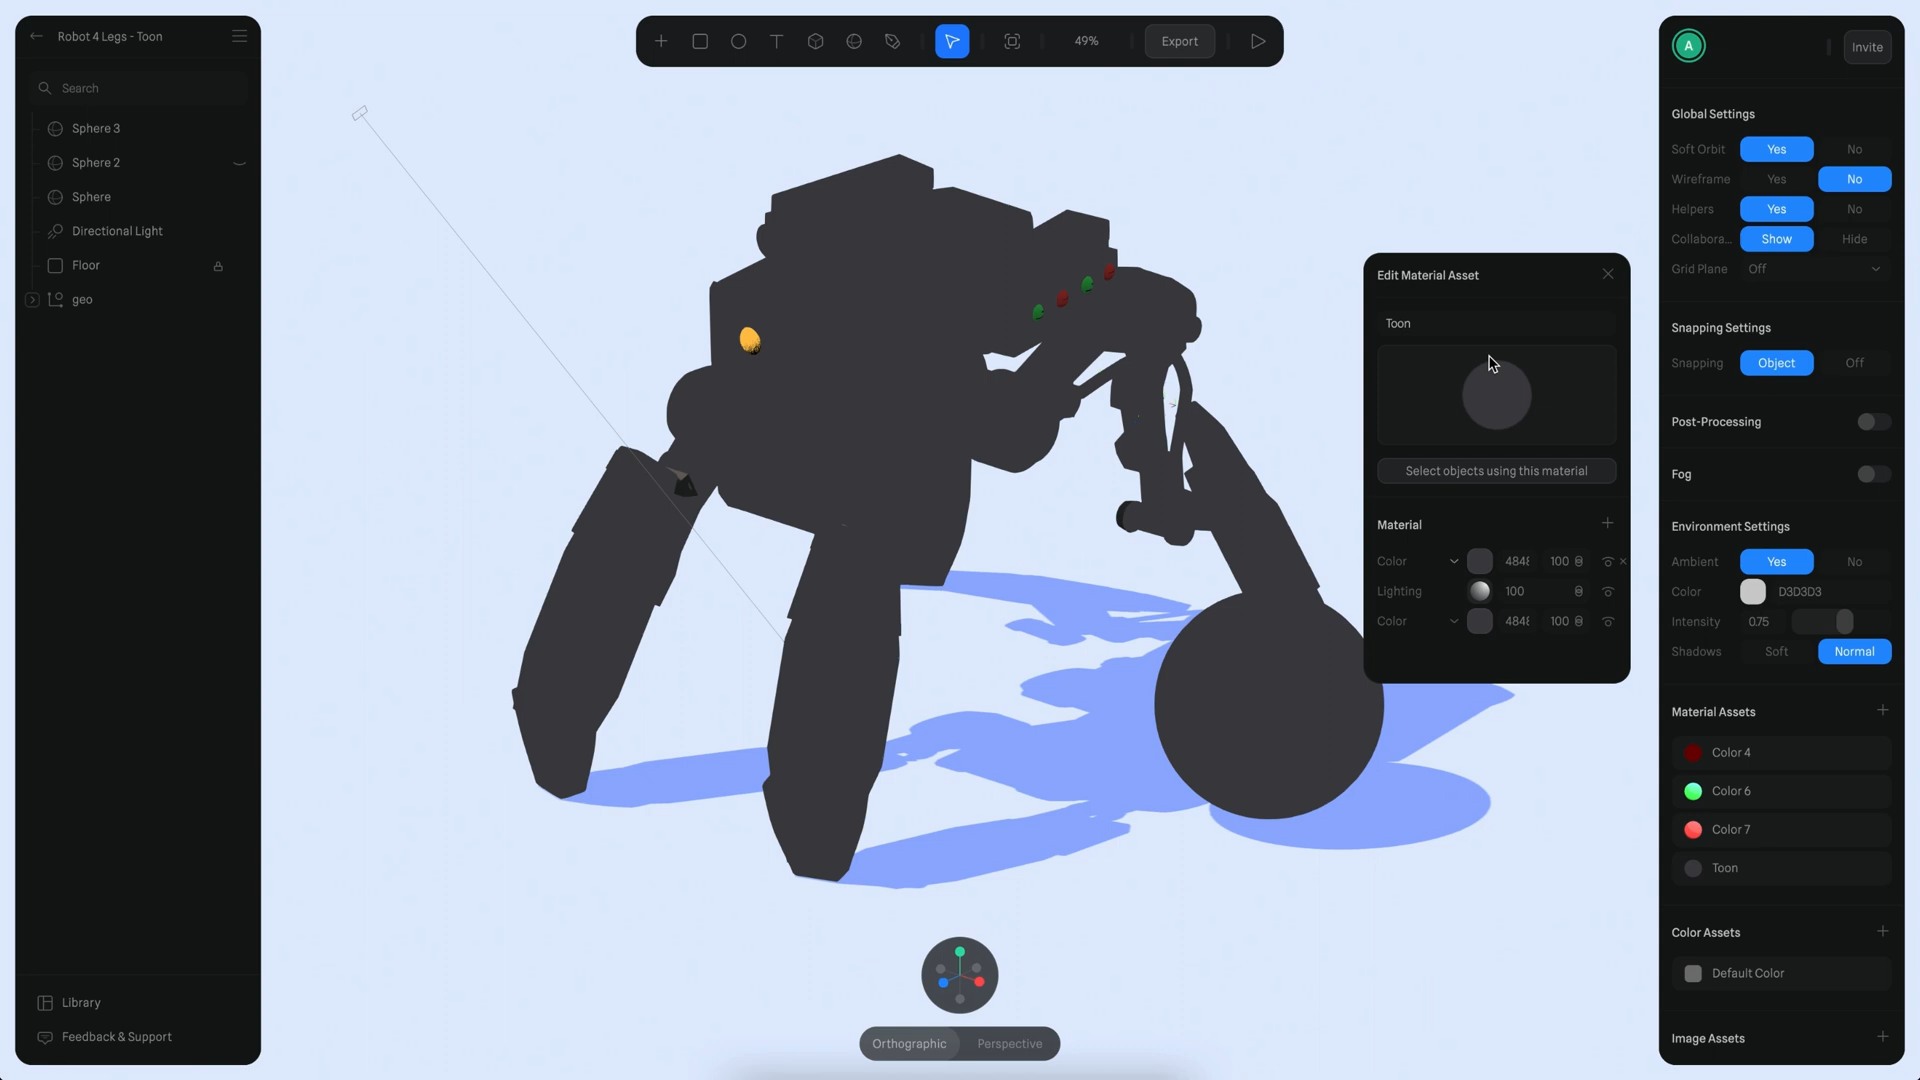 Robot 4 Legs - Toon
Search
Sphere 3
Sphere 2
Sphere
Directional Light
Floor
geo
Library
Feedback & Support
49%
Export
Orthographic
Perspective
Edit Material Asset
Toon
Select objects using this material
Material
Color 100
Lighting 100
Color 100
A
Invite
Global Settings
Soft Orbit Yes No
Wireframe Yes No
Helpers Yes No
Collabora... Show Hide
Grid Plane Off
Snapping Settings
Snapping Object Off
Post-Processing
Fog
Environment Settings
Ambient Yes No
Color D3D3D3
Intensity 0.75
Shadows Soft Normal
Material Assets
Color 4
Color 6
Color 7
Toon
Color Assets
Default Color
Image Assets